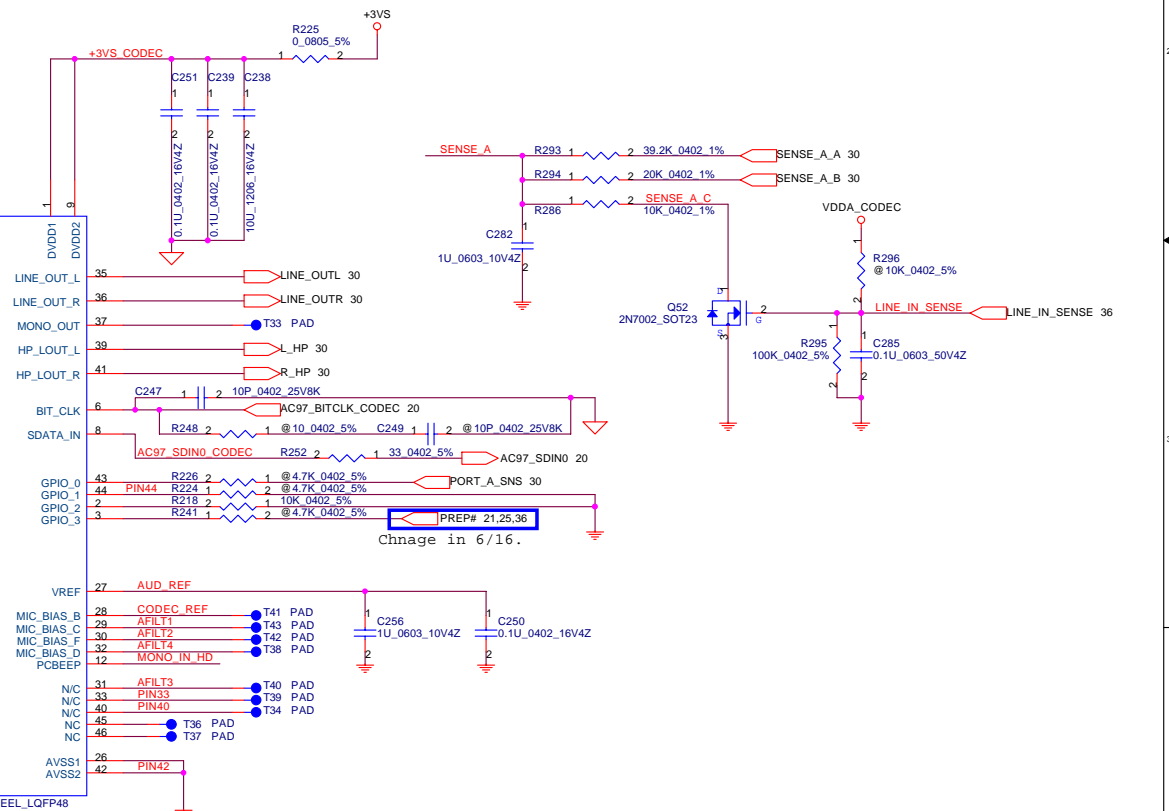 +3VS
R225
0_0805_5%
+3VS_CODEC
1 2
2
C251 C239 C238
1 1 1
2 2 2
0.1U_0402_16V4Z
0.1U_0402_16V4Z
10U_1206_16V4Z
SENSE_A
R293 1 2 39.2K_0402_1% SENSE_A_A 30
R294 1 2 20K_0402_1% SENSE_A_B 30
SENSE_A_C
R286 1 2 10K_0402_1%
1 9
DVDD1
DVDD2
C282
1U_0603_10V4Z
1
2
VDDA_CODEC
1
R296
@10K_0402_5%
2
Q52
2N7002_SOT23
D 1
2 G
S 3
LINE_IN_SENSE
LINE_IN_SENSE 36
R295
100K_0402_5%
1
2
C285
0.1U_0603_50V4Z
1
2
LINE_OUT_L 35 LINE_OUTL 30
LINE_OUT_R 36 LINE_OUTR 30
MONO_OUT 37 T33 PAD
HP_LOUT_L 39 L_HP 30
HP_LOUT_R 41 R_HP 30
C247 1 2 10P_0402_25V8K
BIT_CLK 6 AC97_BITCLK_CODEC 20
SDATA_IN 8
R248 2 1 @10_0402_5% C249 1 2 @10P_0402_25V8K
AC97_SDIN0_CODEC R252 2 1 33_0402_5% AC97_SDIN0 20
3
GPIO_0 43 R226 2 1 @4.7K_0402_5% PORT_A_SNS 30
GPIO_1 44 PIN44 R224 1 2 @4.7K_0402_5%
GPIO_2 2 R218 2 1 10K_0402_5%
GPIO_3 3 R241 1 2 @4.7K_0402_5% PREP# 21,25,36
Chnage in 6/16.
VREF 27 AUD_REF
C256
1U_0603_10V4Z
1
2
C250
0.1U_0402_16V4Z
1
2
MIC_BIAS_B 28 CODEC_REF T41 PAD
MIC_BIAS_C 29 AFILT1 T43 PAD
MIC_BIAS_F 30 AFILT2 T42 PAD
MIC_BIAS_D 32 AFILT4 T38 PAD
PCBEEP 12 MONO_IN_HD
N/C 31 AFILT3 T40 PAD
N/C 33 PIN33 T39 PAD
N/C 40 PIN40 T34 PAD
NC 45 T36 PAD
NC 46 T37 PAD
AVSS1 26
AVSS2 42 PIN42
EEL_LQFP48